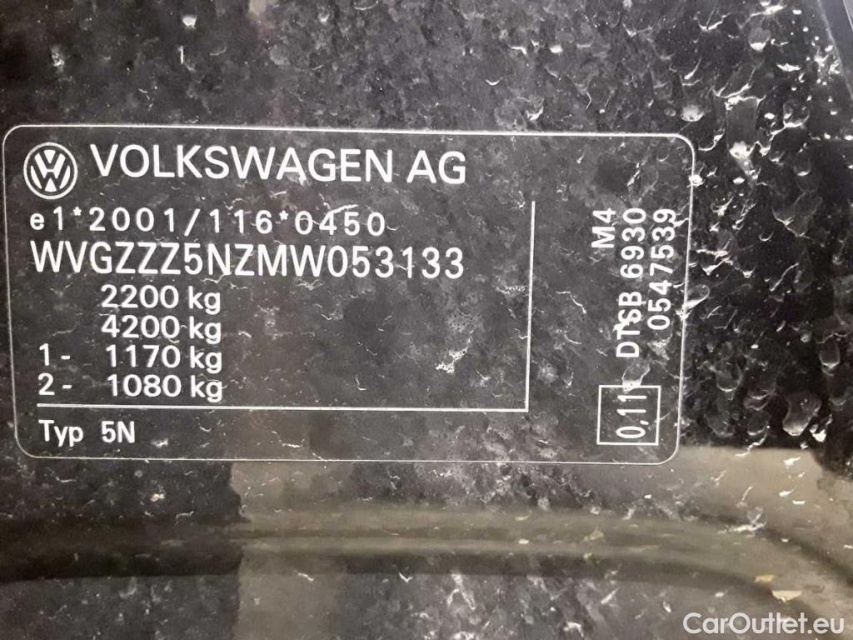 VOLKSWAGEN AG
e1*2001/116*0450
WVGZZZ5NZMW053133
2200 kg
4200 kg
1- 1170 kg
2- 1080 kg
Typ 5N
M4
DTSB 6930
0547539
0,11
CarOutlet.eu